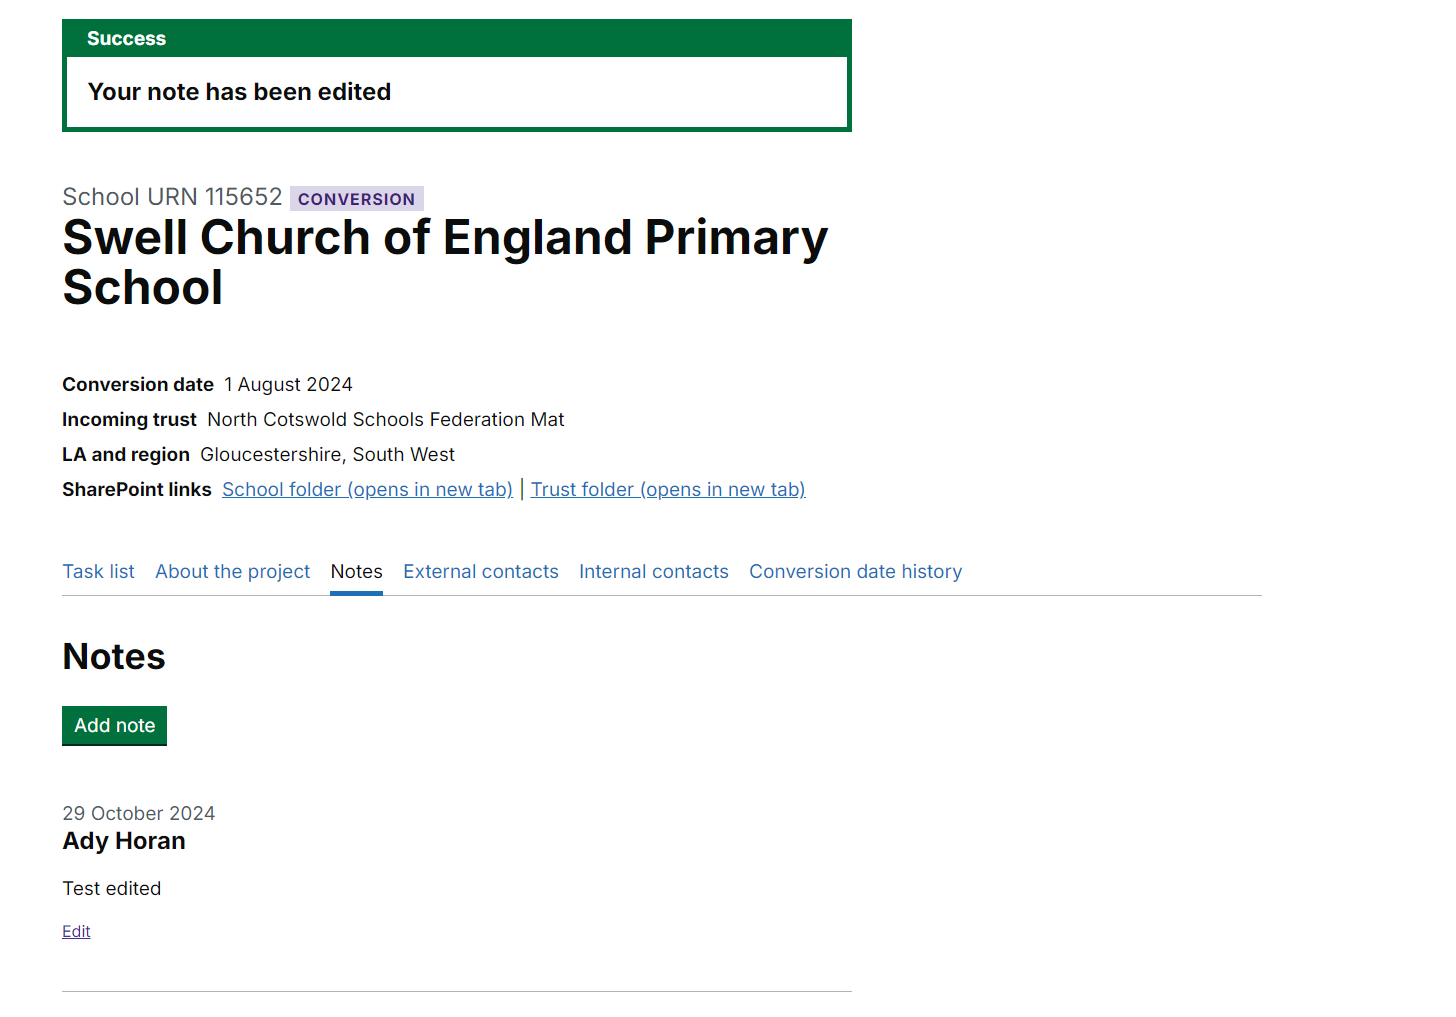 Success
Your note has been edited
School URN 115652 CONVERSION
Swell Church of England Primary
School
Conversion date 1 August 2024
Incoming trust North Cotswold Schools Federation Mat
LA and region Gloucestershire, South West
SharePoint links School folder (opens in new tab) | Trust folder (opens in new tab)
Task list About the project Notes External contacts Internal contacts Conversion date history
Notes
Add note
29 October 2024
Ady Horan
Test edited
Edit